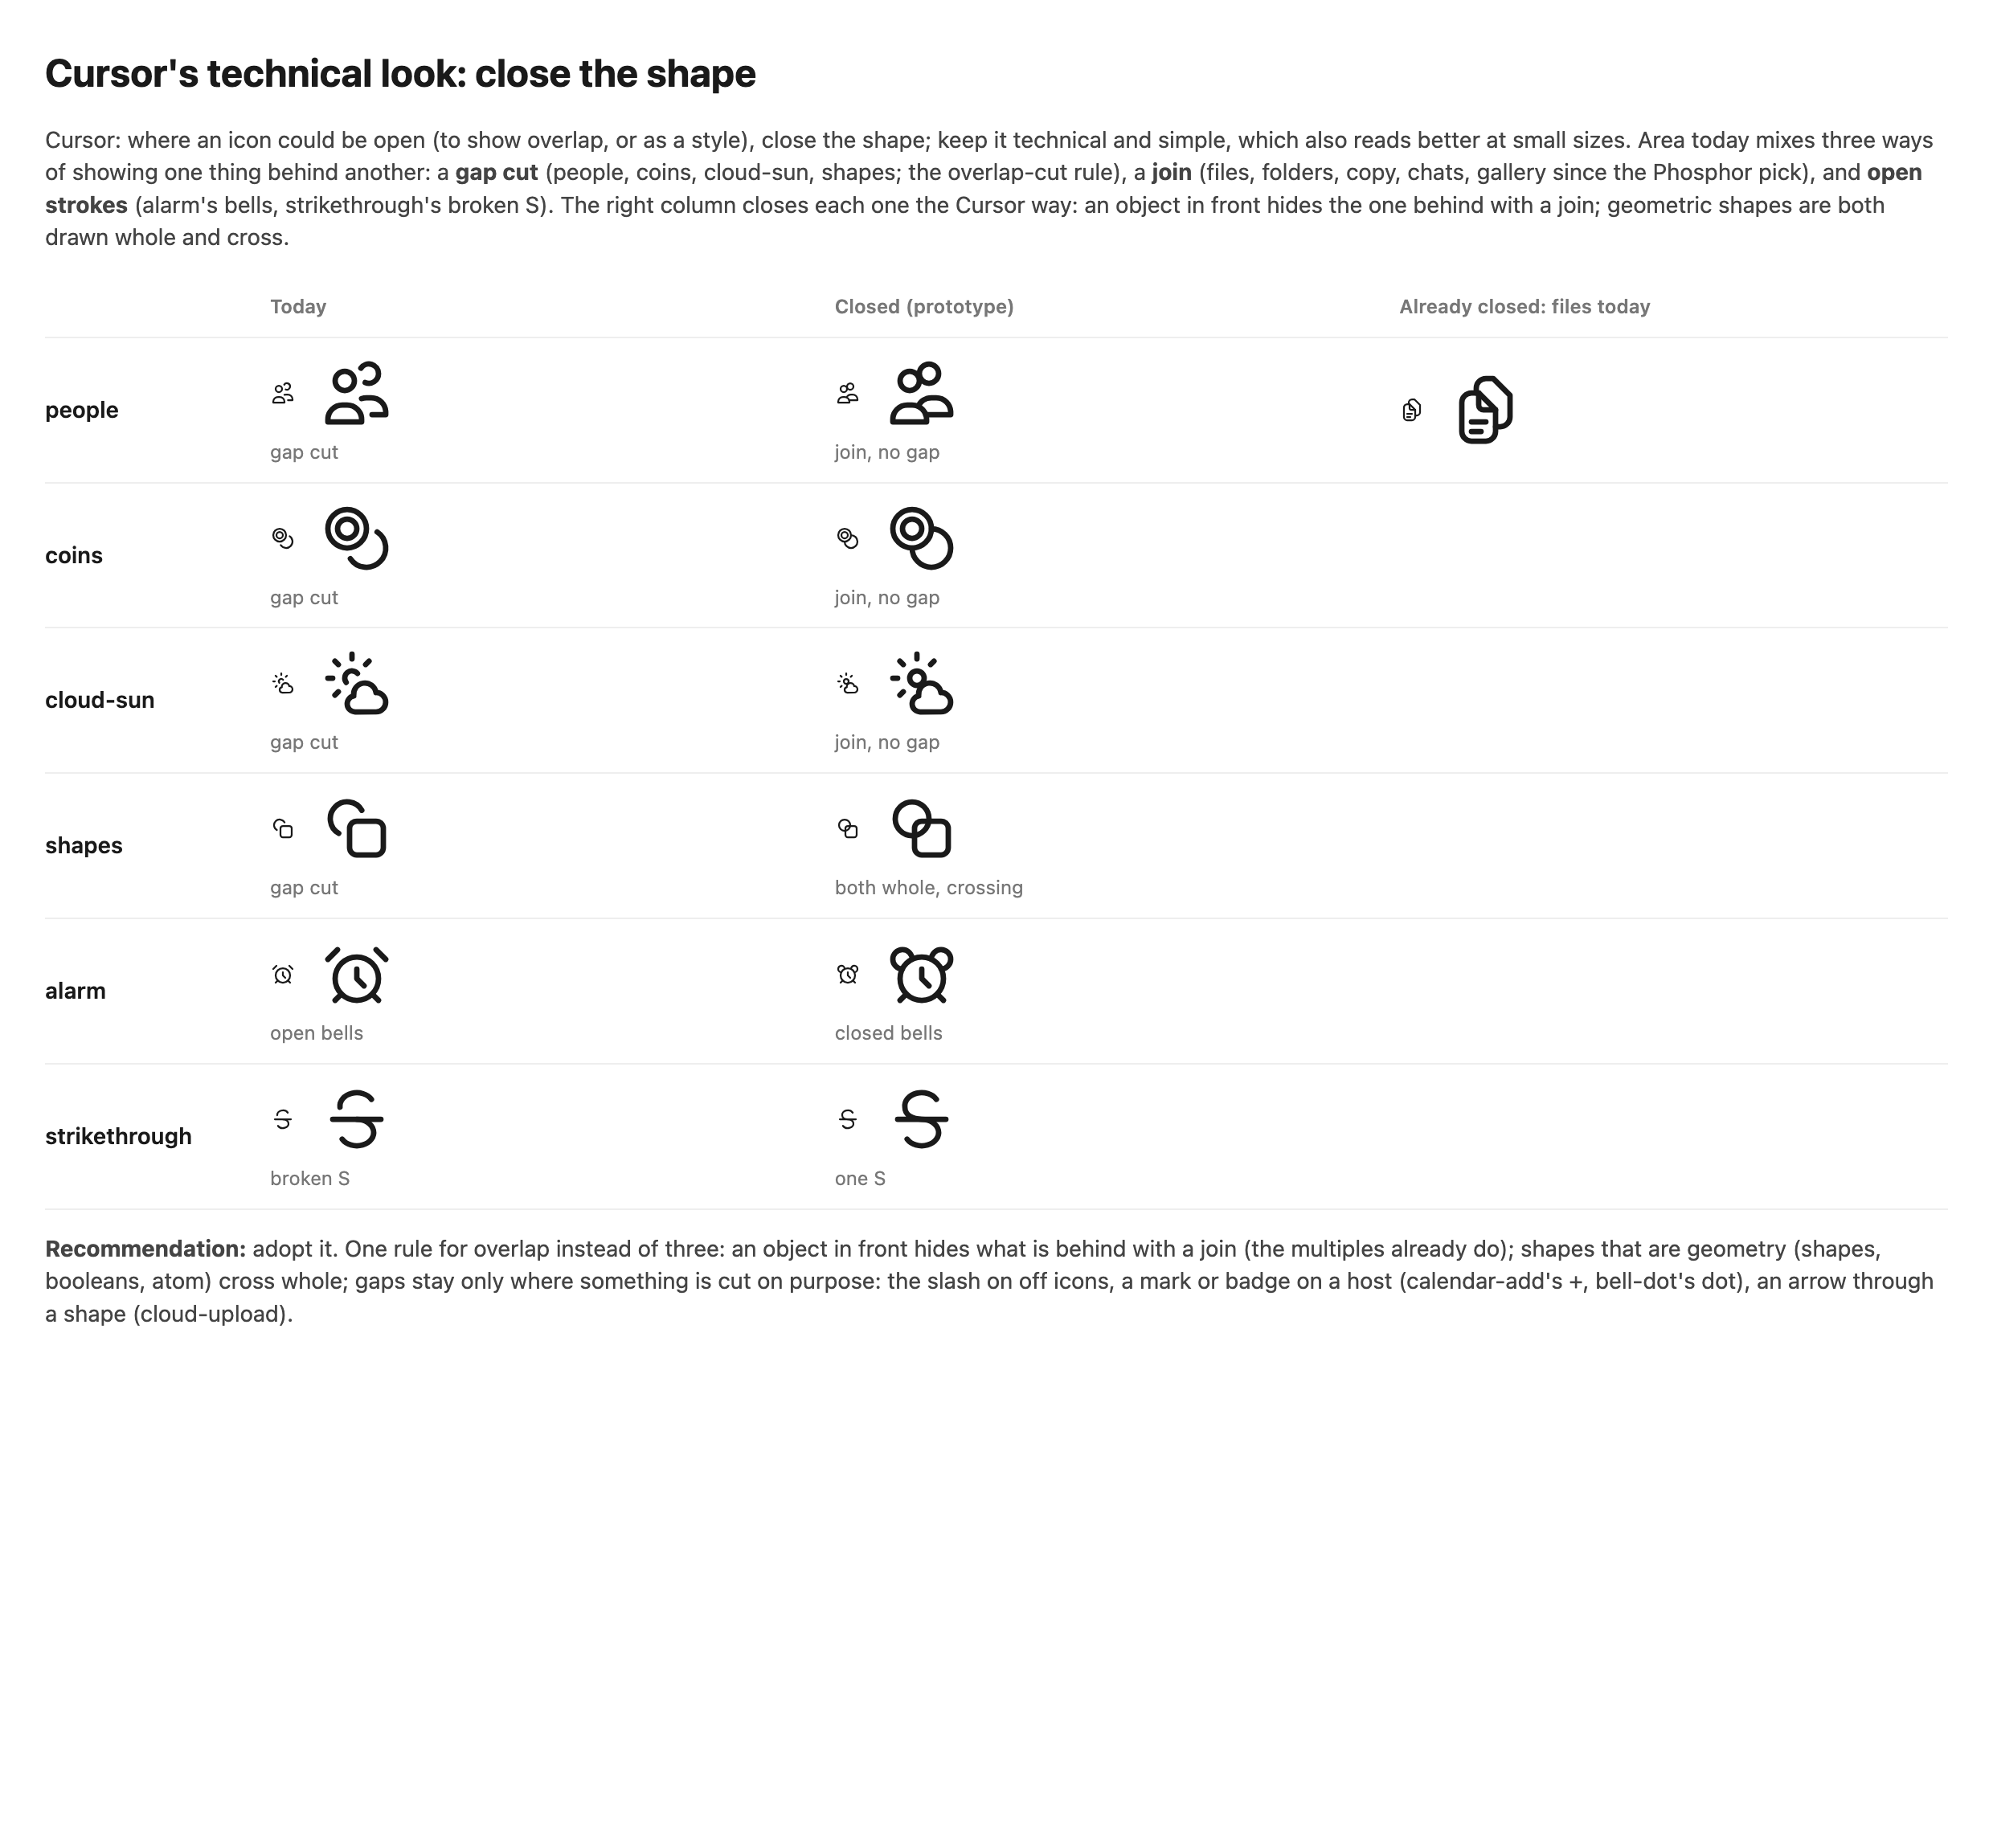 Cursor's technical look: close the shape
Cursor: where an icon could be open (to show overlap, or as a style), close the shape; keep it technical and simple, which also reads better at small sizes. Area today mixes three ways
of showing one thing behind another: a gap cut (people, coins, cloud-sun, shapes; the overlap-cut rule), a join (files, folders, copy, chats, gallery since the Phosphor pick), and open
strokes (alarm's bells, strikethrough's broken S). The right column closes each one the Cursor way: an object in front hides the one behind with a join; geometric shapes are both
drawn whole and cross.
Today Closed (prototype) Already closed: files today
people
gap cut join, no gap
coins
gap cut join, no gap
cloud-sun
gap cut join, no gap
shapes
gap cut both whole, crossing
alarm
open bells closed bells
strikethrough
broken S one S
Recommendation: adopt it. One rule for overlap instead of three: an object in front hides what is behind with a join (the multiples already do); shapes that are geometry (shapes,
booleans, atom) cross whole; gaps stay only where something is cut on purpose: the slash on off icons, a mark or badge on a host (calendar-add's +, bell-dot's dot), an arrow through
a shape (cloud-upload).